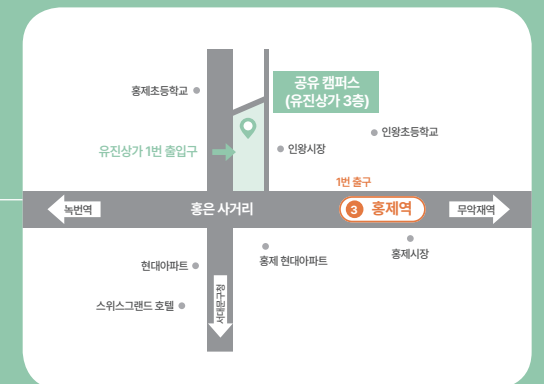 공유 캠퍼스
(유진상가 3층)
홍제초등학교
인왕초등학교
유진상가 1번 출입구
인왕시장
1번 출구
녹번역
홍은 사거리
3 홍제역
무악재역
현대아파트
홍제 현대아파트
홍제시장
스위스그랜드 호텔
서대문구청